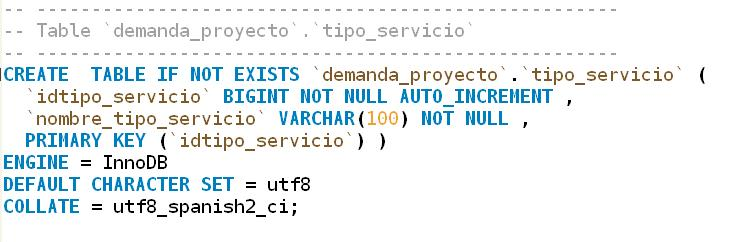 -- -----------------------------------------------------
-- Table `demanda_proyecto`.`tipo_servicio`
-- -----------------------------------------------------
CREATE  TABLE IF NOT EXISTS `demanda_proyecto`.`tipo_servicio` (
  `idtipo_servicio` BIGINT NOT NULL AUTO_INCREMENT ,
  `nombre_tipo_servicio` VARCHAR(100) NOT NULL ,
  PRIMARY KEY (`idtipo_servicio`) )
ENGINE = InnoDB
DEFAULT CHARACTER SET = utf8
COLLATE = utf8_spanish2_ci;